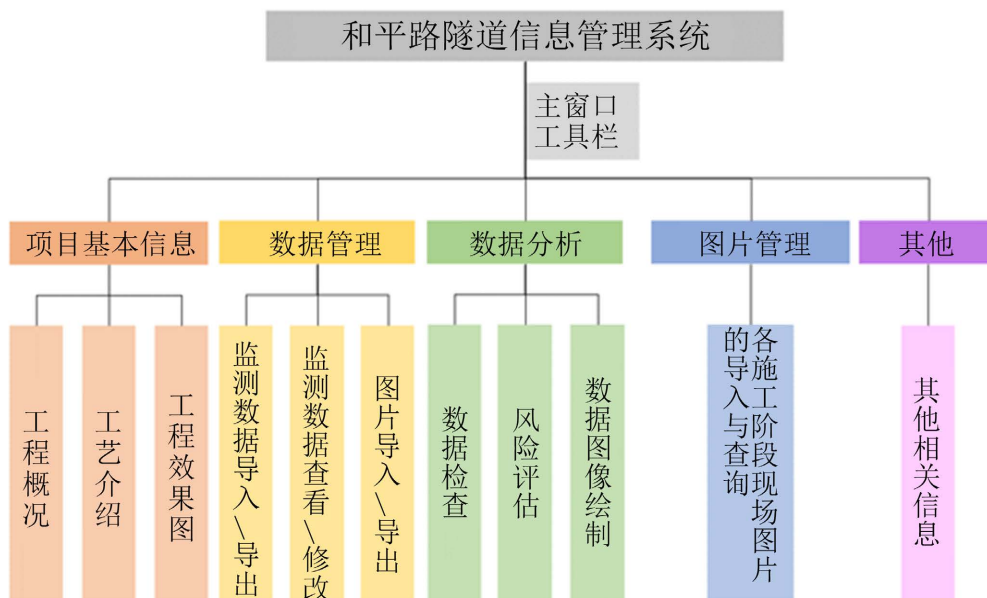 和平路隧道信息管理系统
主窗口
工具栏
项目基本信息
数据管理
数据分析
图片管理
其他
工程概况
工艺介绍
工程效果图
监测数据导入\导出
监测数据查看\修改
图片导入\导出
数据检查
风险评估
数据图像绘制
各施工阶段现场图片
的导入与查询
其他相关信息